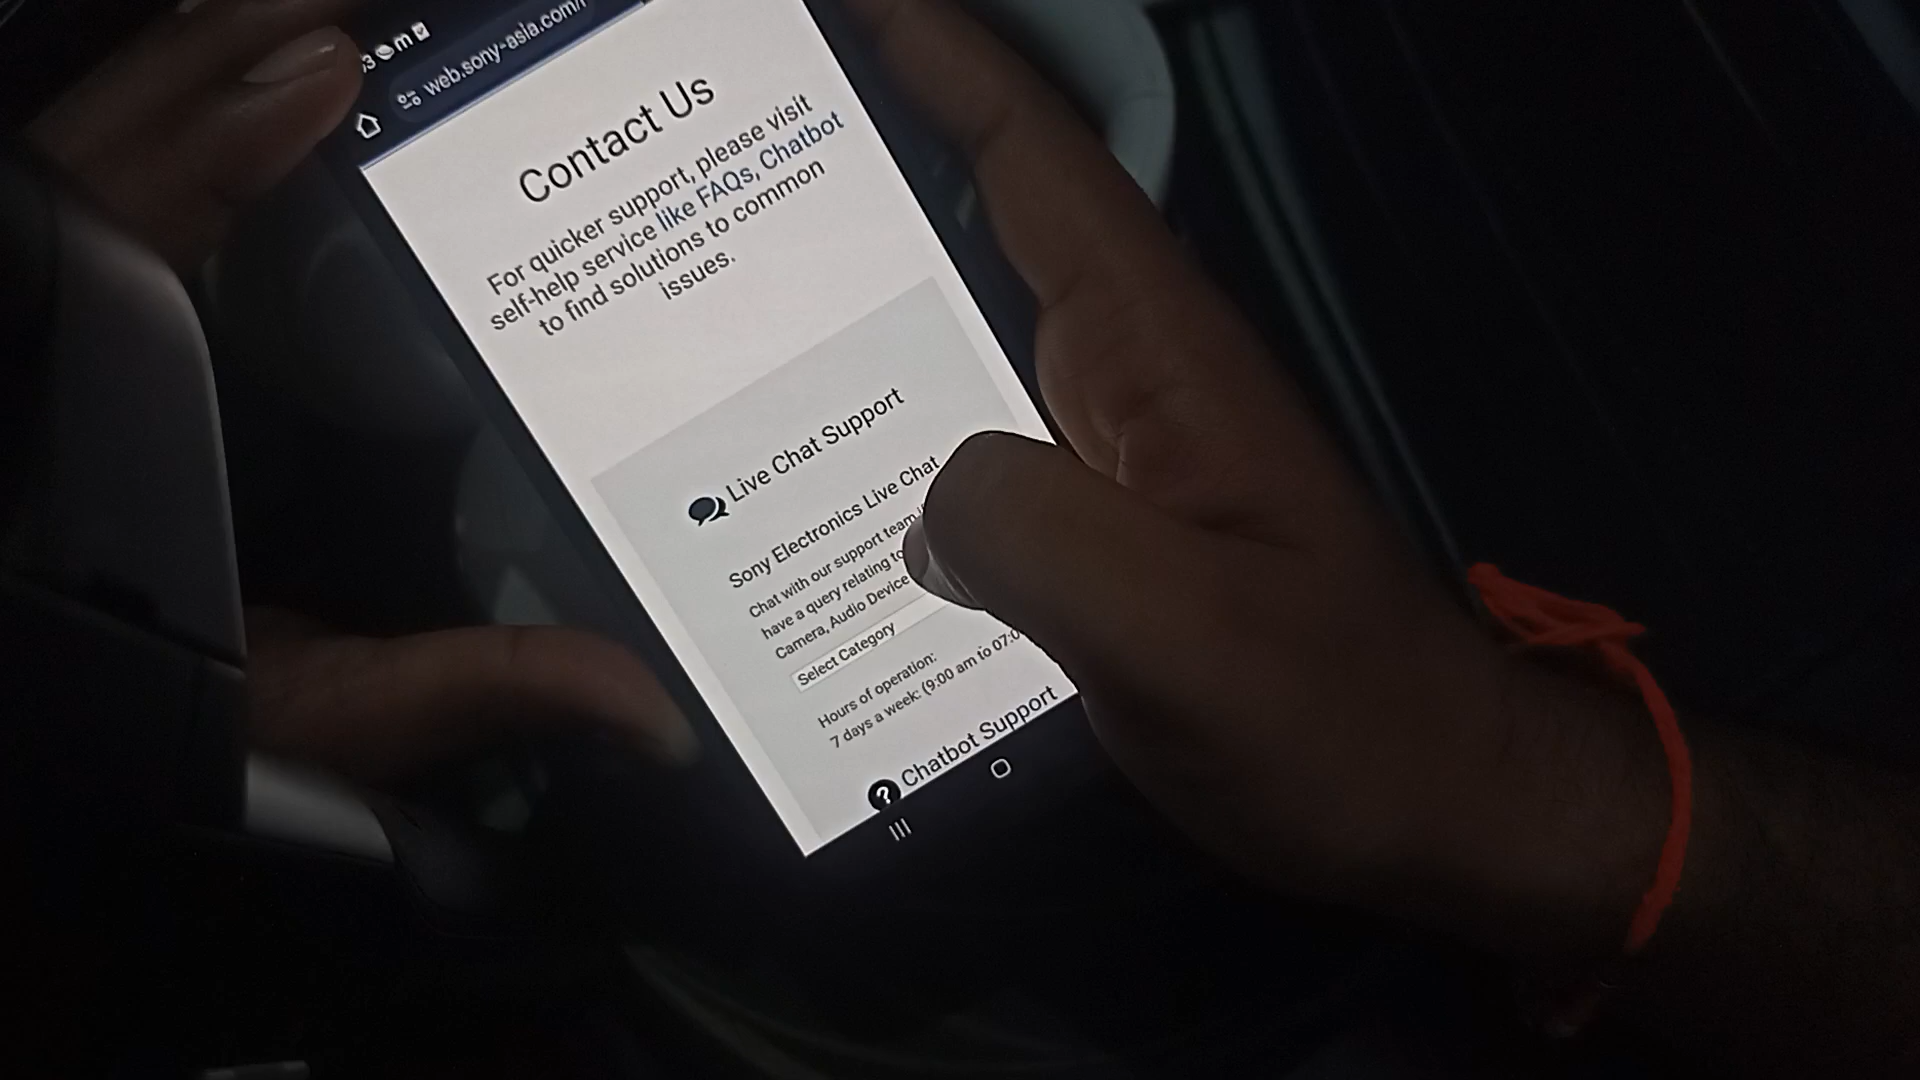 web.sony-asia.com/
Contact Us
For quicker support, please visit
self-help service like FAQs, Chatbot
to find solutions to common
issues.
Live Chat Support
Sony Electronics Live Chat
Chat with our support team
have a query relating to
Camera, Audio Device
Select Category
Hours of operation:
7 days a week: (9:00 am to 07:0
? Chatbot Support